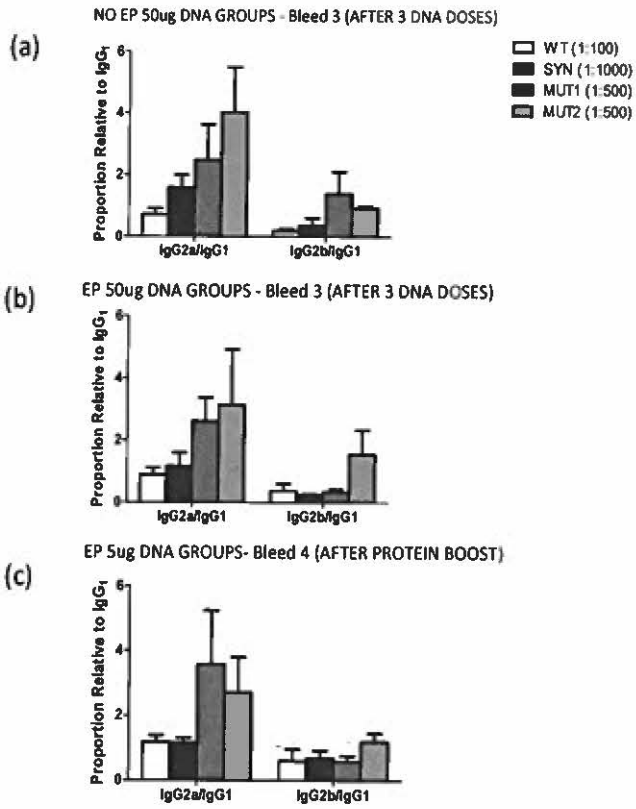 NO EP 50ug DNA GROUPS - Bleed 3 (AFTER 3 DNA DOSES)
(a)
WT (1:100)
SYN (1:1000)
MUT1 (1:500)
MUT2 (1:500)
Proportion Relative to IgG1
6
4
2
0
IgG2a/IgG1
IgG2b/IgG1
(b)
EP 50ug DNA GROUPS - Bleed 3 (AFTER 3 DNA DOSES)
Proportion Relative to IgG1
6
4
2
0
IgG2a/IgG1
IgG2b/IgG1
EP 5ug DNA GROUPS- Bleed 4 (AFTER PROTEIN BOOST)
(c)
Proportion Relative to IgG1
6
4
2
0
IgG2a/IgG1
IgG2b/IgG1